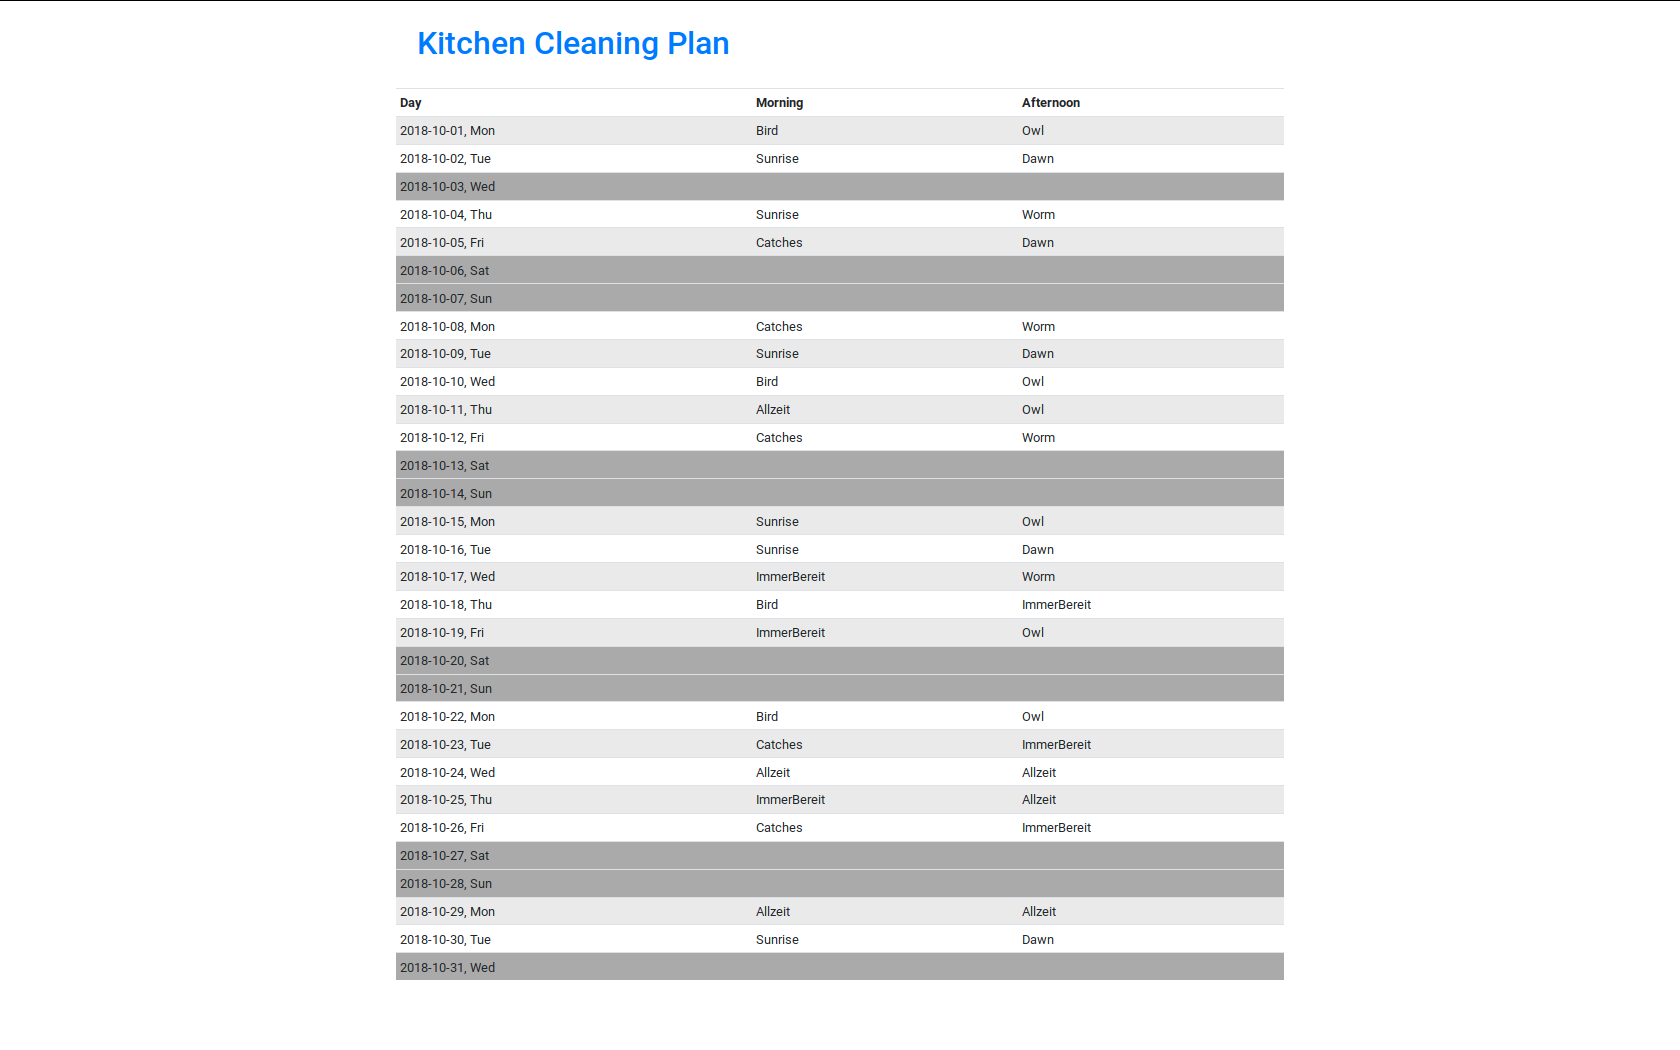 Kitchen Cleaning Plan
Day Morning Afternoon
2018-10-01, Mon Bird Owl
2018-10-02, Tue Sunrise Dawn
2018-10-03, Wed
2018-10-04, Thu Sunrise Worm
2018-10-05, Fri Catches Dawn
2018-10-06, Sat
2018-10-07, Sun
2018-10-08, Mon Catches Worm
2018-10-09, Tue Sunrise Dawn
2018-10-10, Wed Bird Owl
2018-10-11, Thu Allzeit Owl
2018-10-12, Fri Catches Worm
2018-10-13, Sat
2018-10-14, Sun
2018-10-15, Mon Sunrise Owl
2018-10-16, Tue Sunrise Dawn
2018-10-17, Wed ImmerBereit Worm
2018-10-18, Thu Bird ImmerBereit
2018-10-19, Fri ImmerBereit Owl
2018-10-20, Sat
2018-10-21, Sun
2018-10-22, Mon Bird Owl
2018-10-23, Tue Catches ImmerBereit
2018-10-24, Wed Allzeit Allzeit
2018-10-25, Thu ImmerBereit Allzeit
2018-10-26, Fri Catches ImmerBereit
2018-10-27, Sat
2018-10-28, Sun
2018-10-29, Mon Allzeit Allzeit
2018-10-30, Tue Sunrise Dawn
2018-10-31, Wed